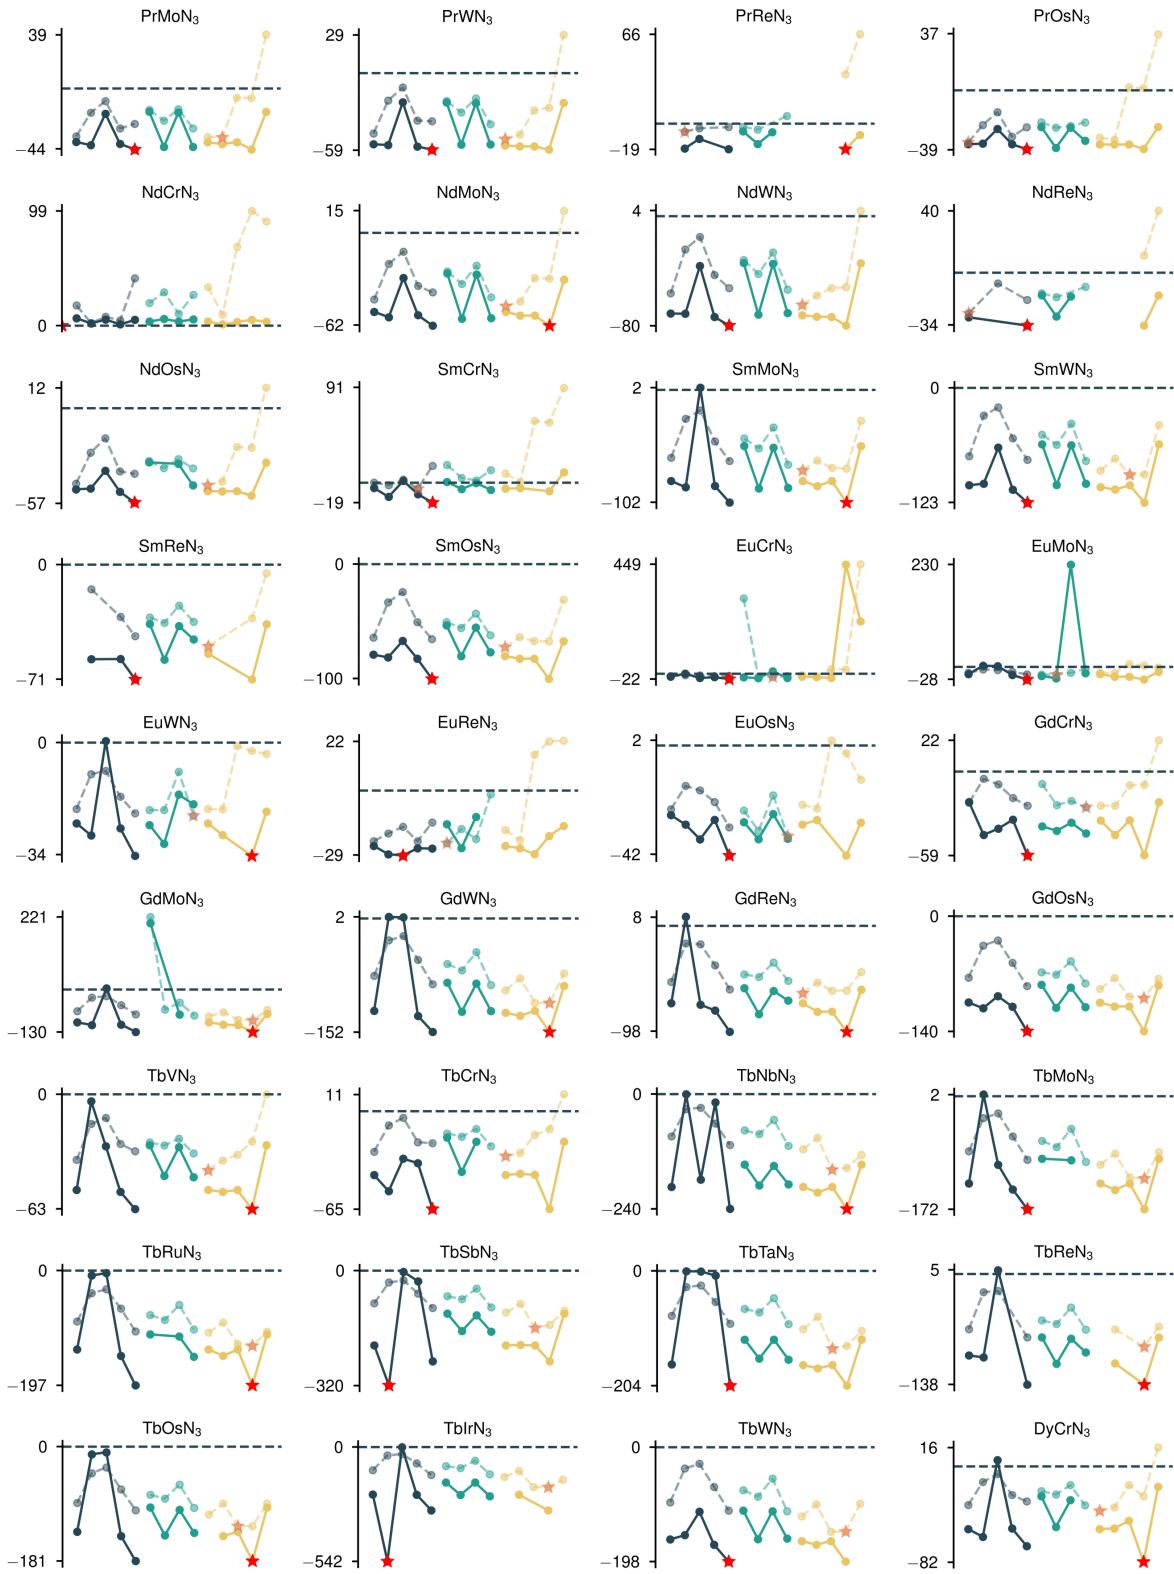 PrMoN₃ PrWN₃ PrReN₃ PrOsN₃
39 29 66 37
−44 −59 −19 −39
NdCrN₃ NdMoN₃ NdWN₃ NdReN₃
99 15 4 40
0 −62 −80 −34
NdOsN₃ SmCrN₃ SmMoN₃ SmWN₃
12 91 2 0
−57 −19 −102 −123
SmReN₃ SmOsN₃ EuCrN₃ EuMoN₃
0 0 449 230
−71 −100 −22 −28
EuWN₃ EuReN₃ EuOsN₃ GdCrN₃
0 22 2 22
−34 −29 −42 −59
GdMoN₃ GdWN₃ GdReN₃ GdOsN₃
221 2 8 0
−130 −152 −98 −140
TbVN₃ TbCrN₃ TbNbN₃ TbMoN₃
0 11 0 2
−63 −65 −240 −172
TbRuN₃ TbSbN₃ TbTaN₃ TbReN₃
0 0 0 5
−197 −320 −204 −138
TbOsN₃ TbIrN₃ TbWN₃ DyCrN₃
0 0 0 16
−181 −542 −198 −82